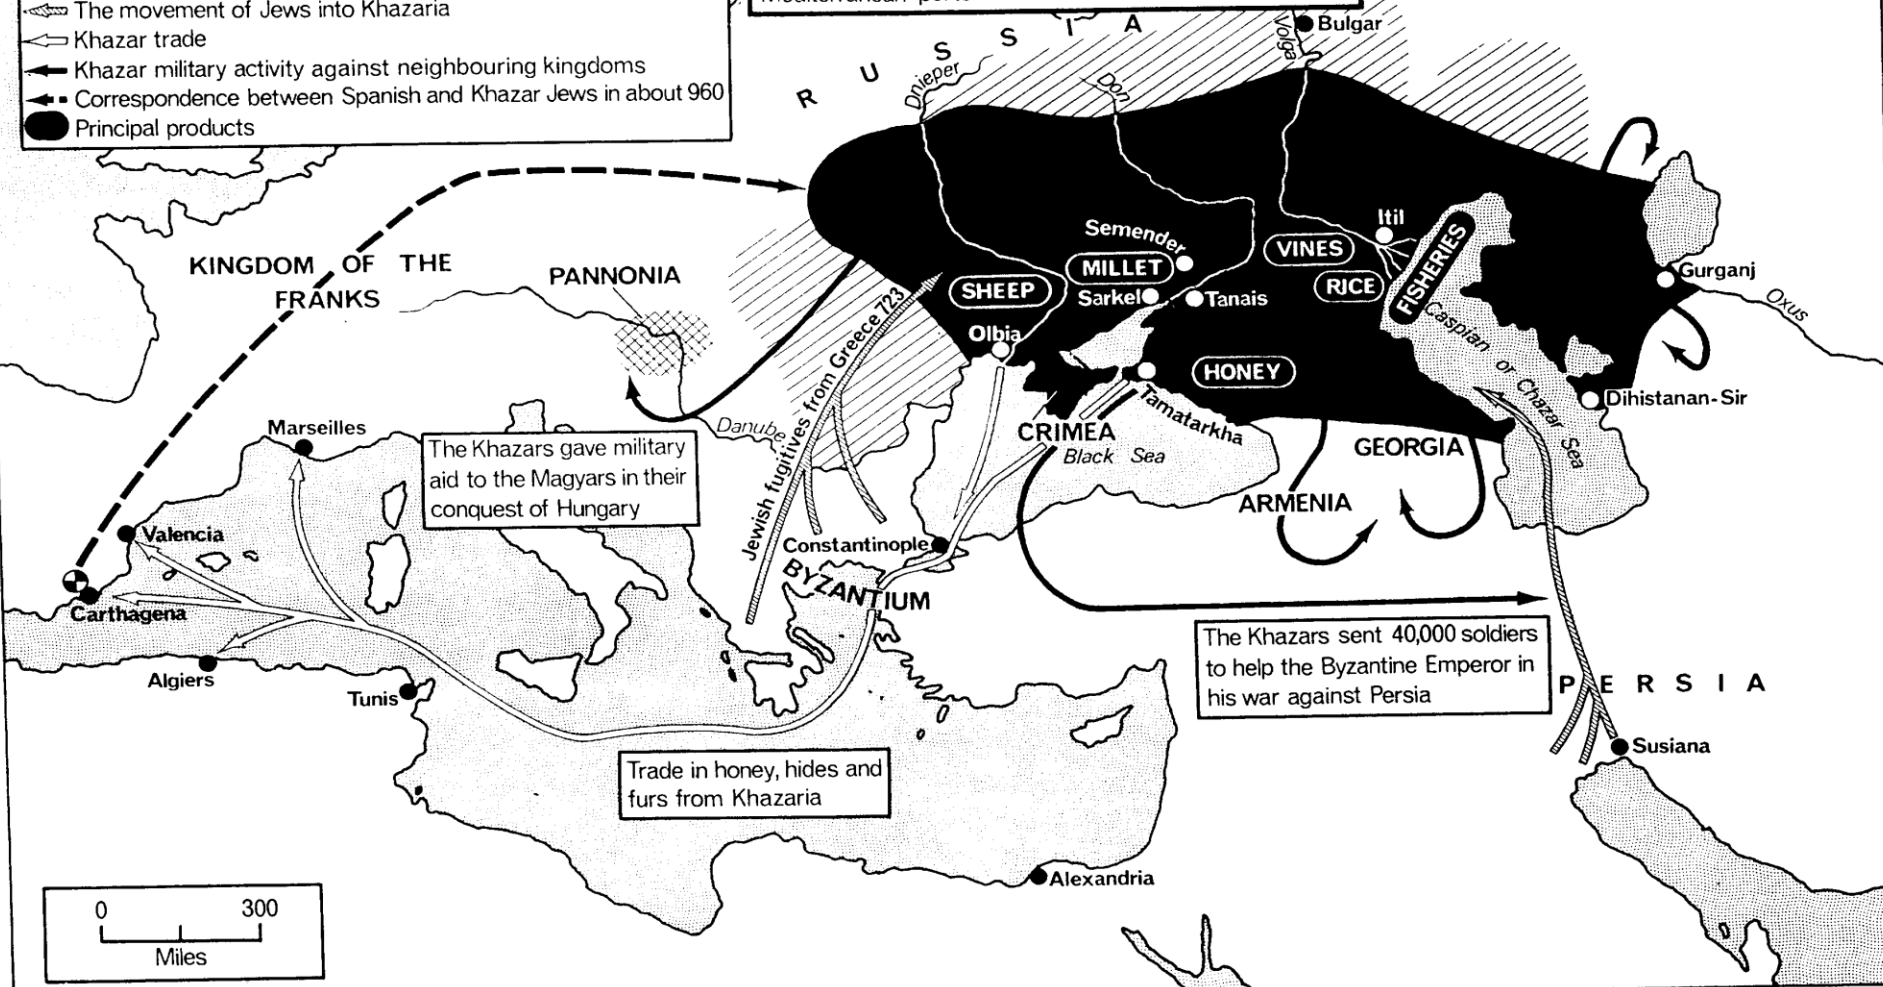 The movement of Jews into Khazaria
Khazar trade
Khazar military activity against neighbouring kingdoms
Correspondence between Spanish and Khazar Jews in about 960
Principal products
RUSSIA
Bulgar
Volga
Dnieper
Don
KINGDOM OF THE
FRANKS
PANNONIA
Semender
Itil
VINES
MILLET
RICE
FISHERIES
SHEEP
Sarkel
Tanais
Gurganj
Oxus
Olbia
HONEY
Caspian or Chazar Sea
Dihistanan-Sir
Tamatarkha
CRIMEA
Black Sea
GEORGIA
ARMENIA
Danube
Jewish fugitives from Greece 723
Marseilles
The Khazars gave military
aid to the Magyars in their
conquest of Hungary
Valencia
Constantinople
BYZANTIUM
Carthagena
Algiers
Tunis
The Khazars sent 40,000 soldiers
to help the Byzantine Emperor in
his war against Persia
PERSIA
Susiana
Trade in honey, hides and
furs from Khazaria
Alexandria
0 300
Miles